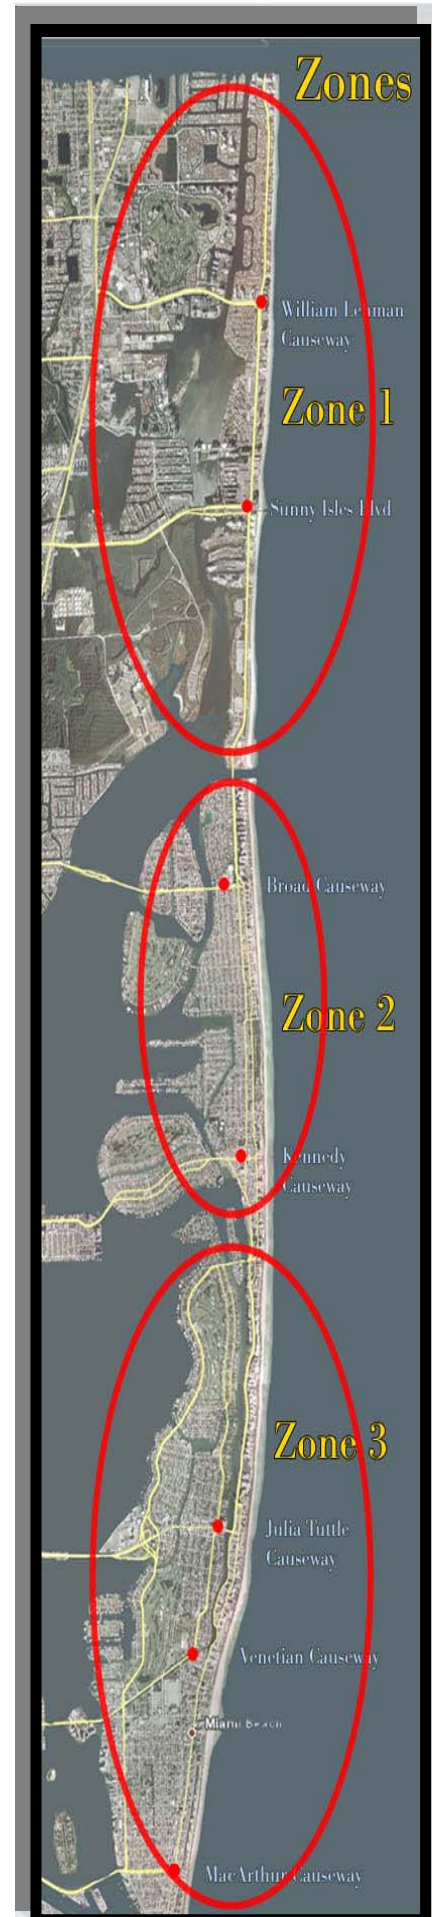 Zones
William Lehman
Causeway
Zone 1
Sunny Isles Blvd
Broad Causeway
Zone 2
Kennedy
Causeway
Zone 3
Julia Tuttle
Causeway
Venetian Causeway
Miami Beach
MacArthur Causeway